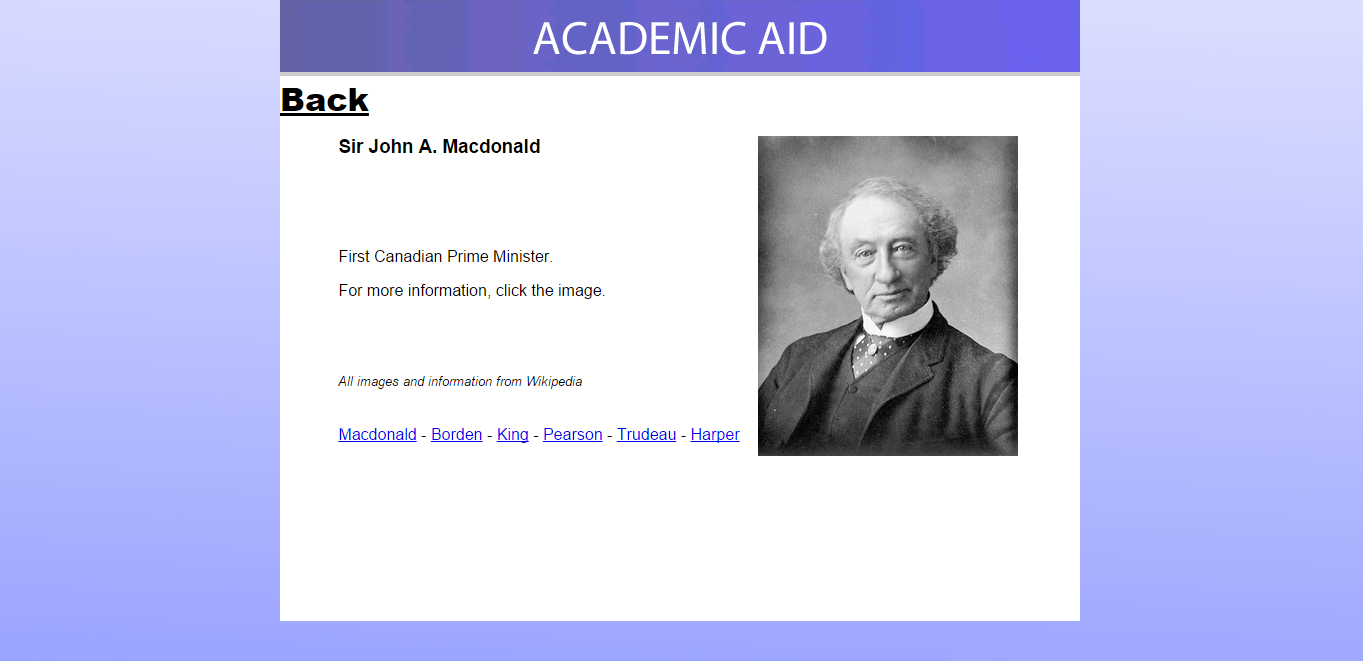 ACADEMIC AID
Back
Sir John A. Macdonald
First Canadian Prime Minister.
For more information, click the image.
All images and information from Wikipedia
Macdonald - Borden - King - Pearson - Trudeau - Harper